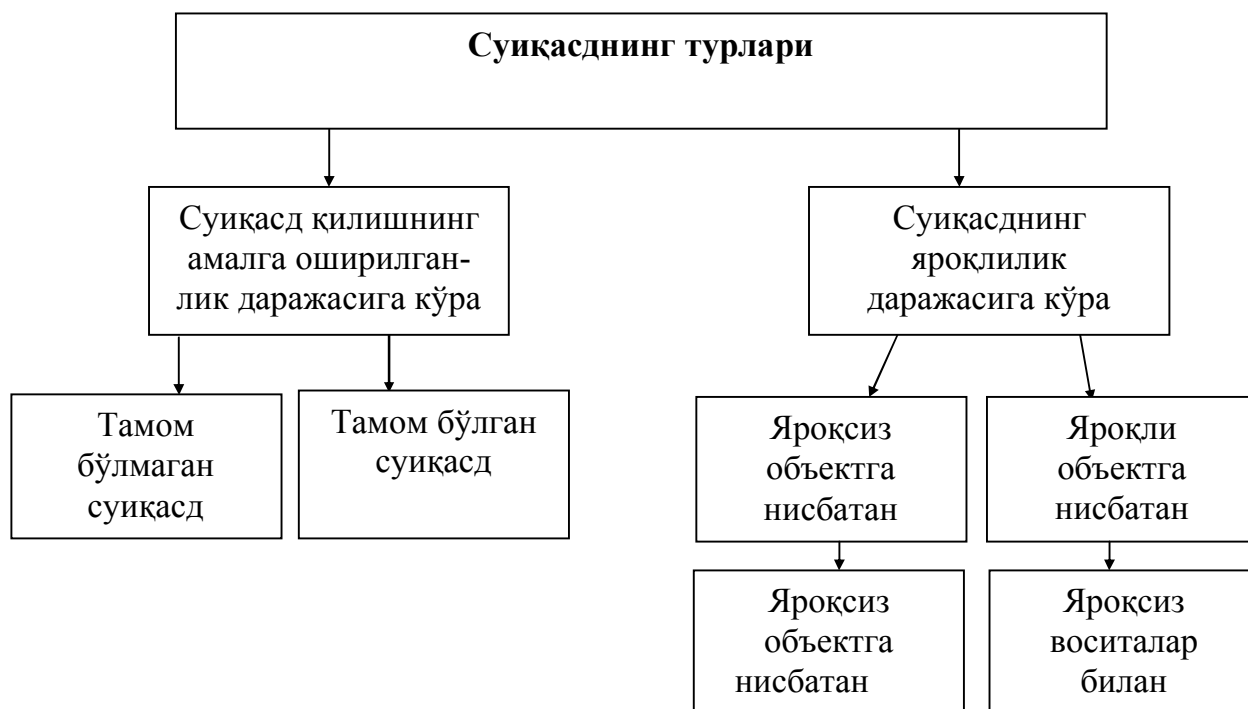 Суиқасднинг турлари
Суиқасд қилишнинг
амалга оширилган-
лик даражасига кўра
Суиқасднинг
яроқлилик
даражасига кўра
Тамом
бўлмаган
суиқасд
Тамом бўлган
суиқасд
Яроқсиз
объектга
нисбатан
Яроқли
объектга
нисбатан
Яроқсиз
объектга
нисбатан
Яроқсиз
воситалар
билан